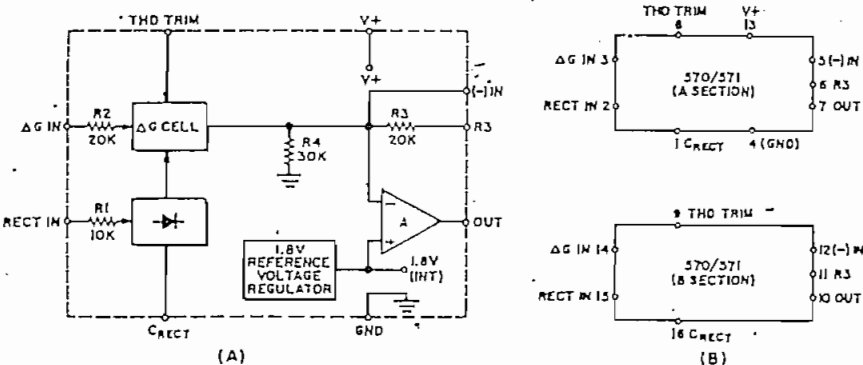 THD TRIM
V+
V+
(-)IN
ΔG IN
R2
20K
ΔG CELL
R4
30K
R3
20K
R3
RECT IN
R1
10K
-
+
A
OUT
1.8V
REFERENCE
VOLTAGE
REGULATOR
1.8V
(INT)
CRECT
GND
(A)
THD TRIM
8
V+
13
ΔG IN 3
5 (-) IN
570/571
(A SECTION)
6 R3
RECT IN 2
7 OUT
1 CRECT
4 (GND)
9 THD TRIM
ΔG IN 14
12 (-) IN
570/571
(B SECTION)
11 R3
RECT IN 15
10 OUT
16 CRECT
(B)